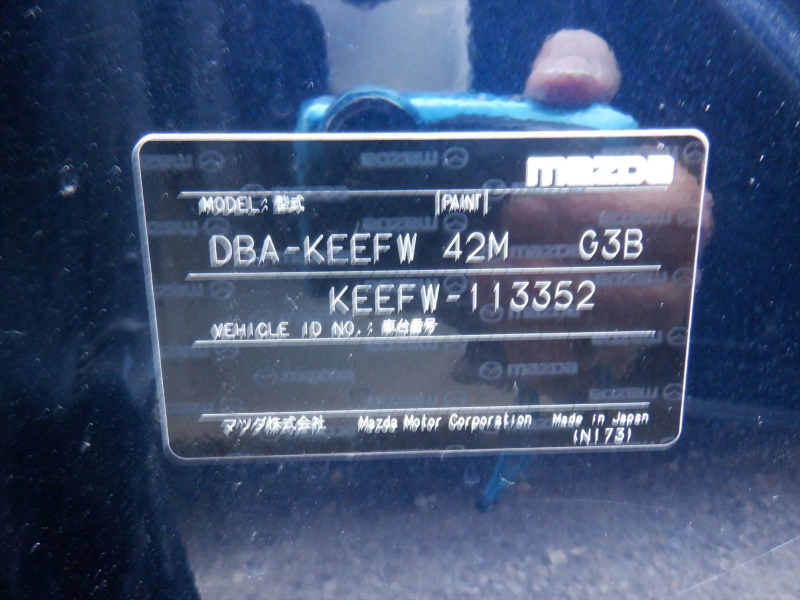 mazda
MODEL : 型式 PAINT
DBA-KEEFW 42M G3B
KEEFW-113352
VEHICLE ID NO. : 車台番号
マツダ株式会社 Mazda Motor Corporation Made in Japan
(N173)